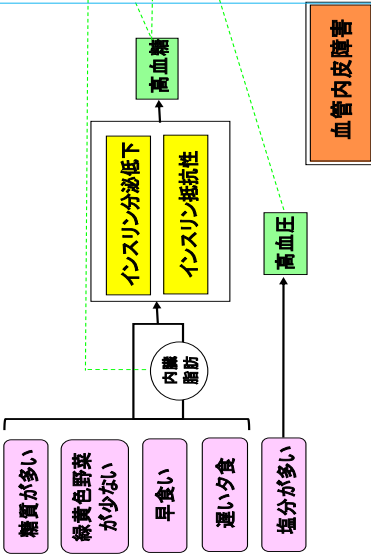 糖質が多い
緑黄色野菜
が少ない
早食い
遅い夕食
塩分が多い
内臓
脂肪
インスリン分泌低下
インスリン抵抗性
高血糖
高血圧
血管内皮障害